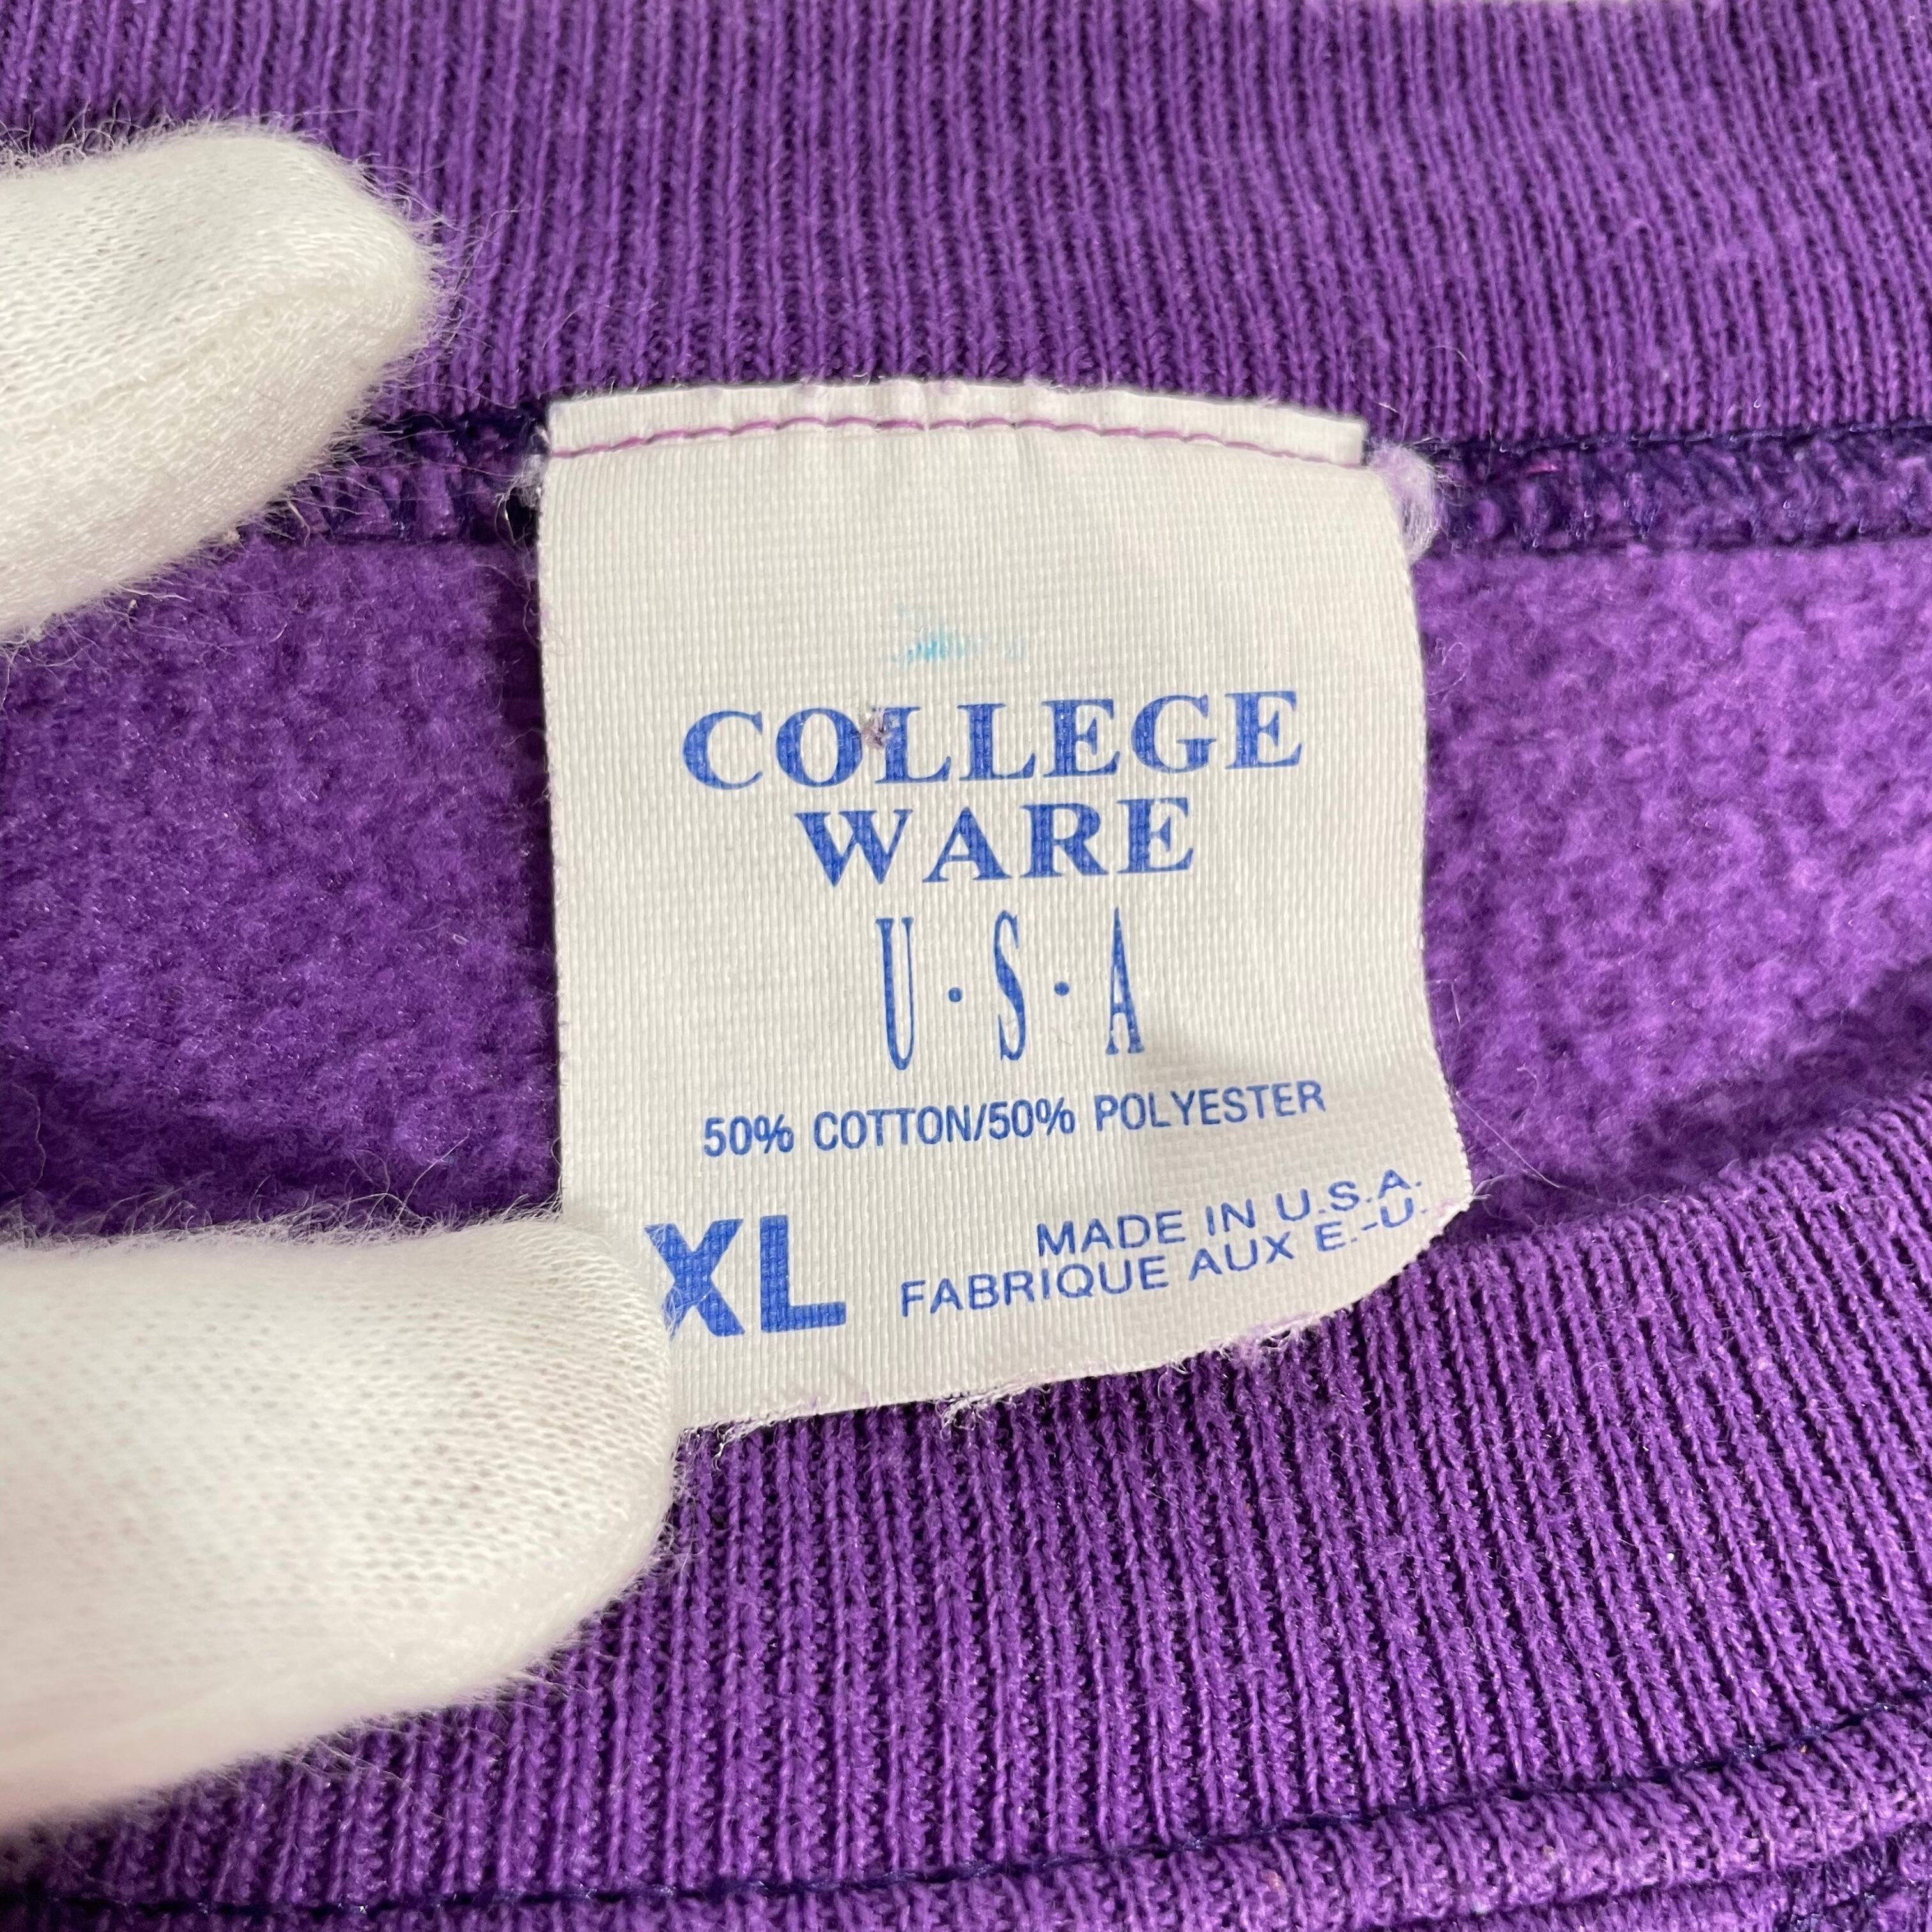 COLLEGE
WARE
U·S·A
50% COTTON/50% POLYESTER
XL
MADE IN U.S.A.
FABRIQUE AUX E.-U.